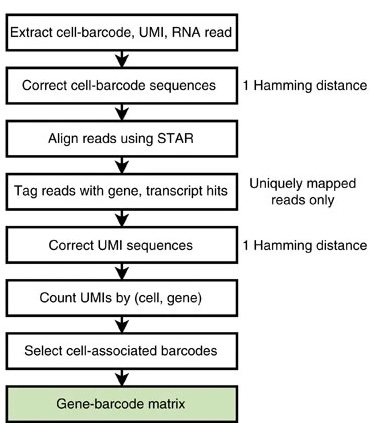 Extract cell-barcode, UMI, RNA read
Correct cell-barcode sequences
1 Hamming distance
Align reads using STAR
Tag reads with gene, transcript hits
Uniquely mapped
reads only
Correct UMI sequences
1 Hamming distance
Count UMIs by (cell, gene)
Select cell-associated barcodes
Gene-barcode matrix